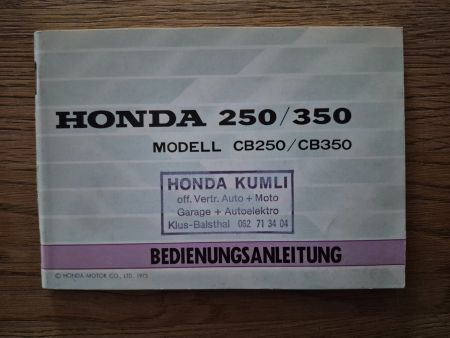 HONDA 250/350
MODELL CB250/CB350
HONDA KUMLI
off. Vertr. Auto + Moto
Garage + Autoelektro
Klus-Balsthal 062 71 34 04
BEDIENUNGSANLEITUNG
© HONDA MOTOR CO., LTD. 1973